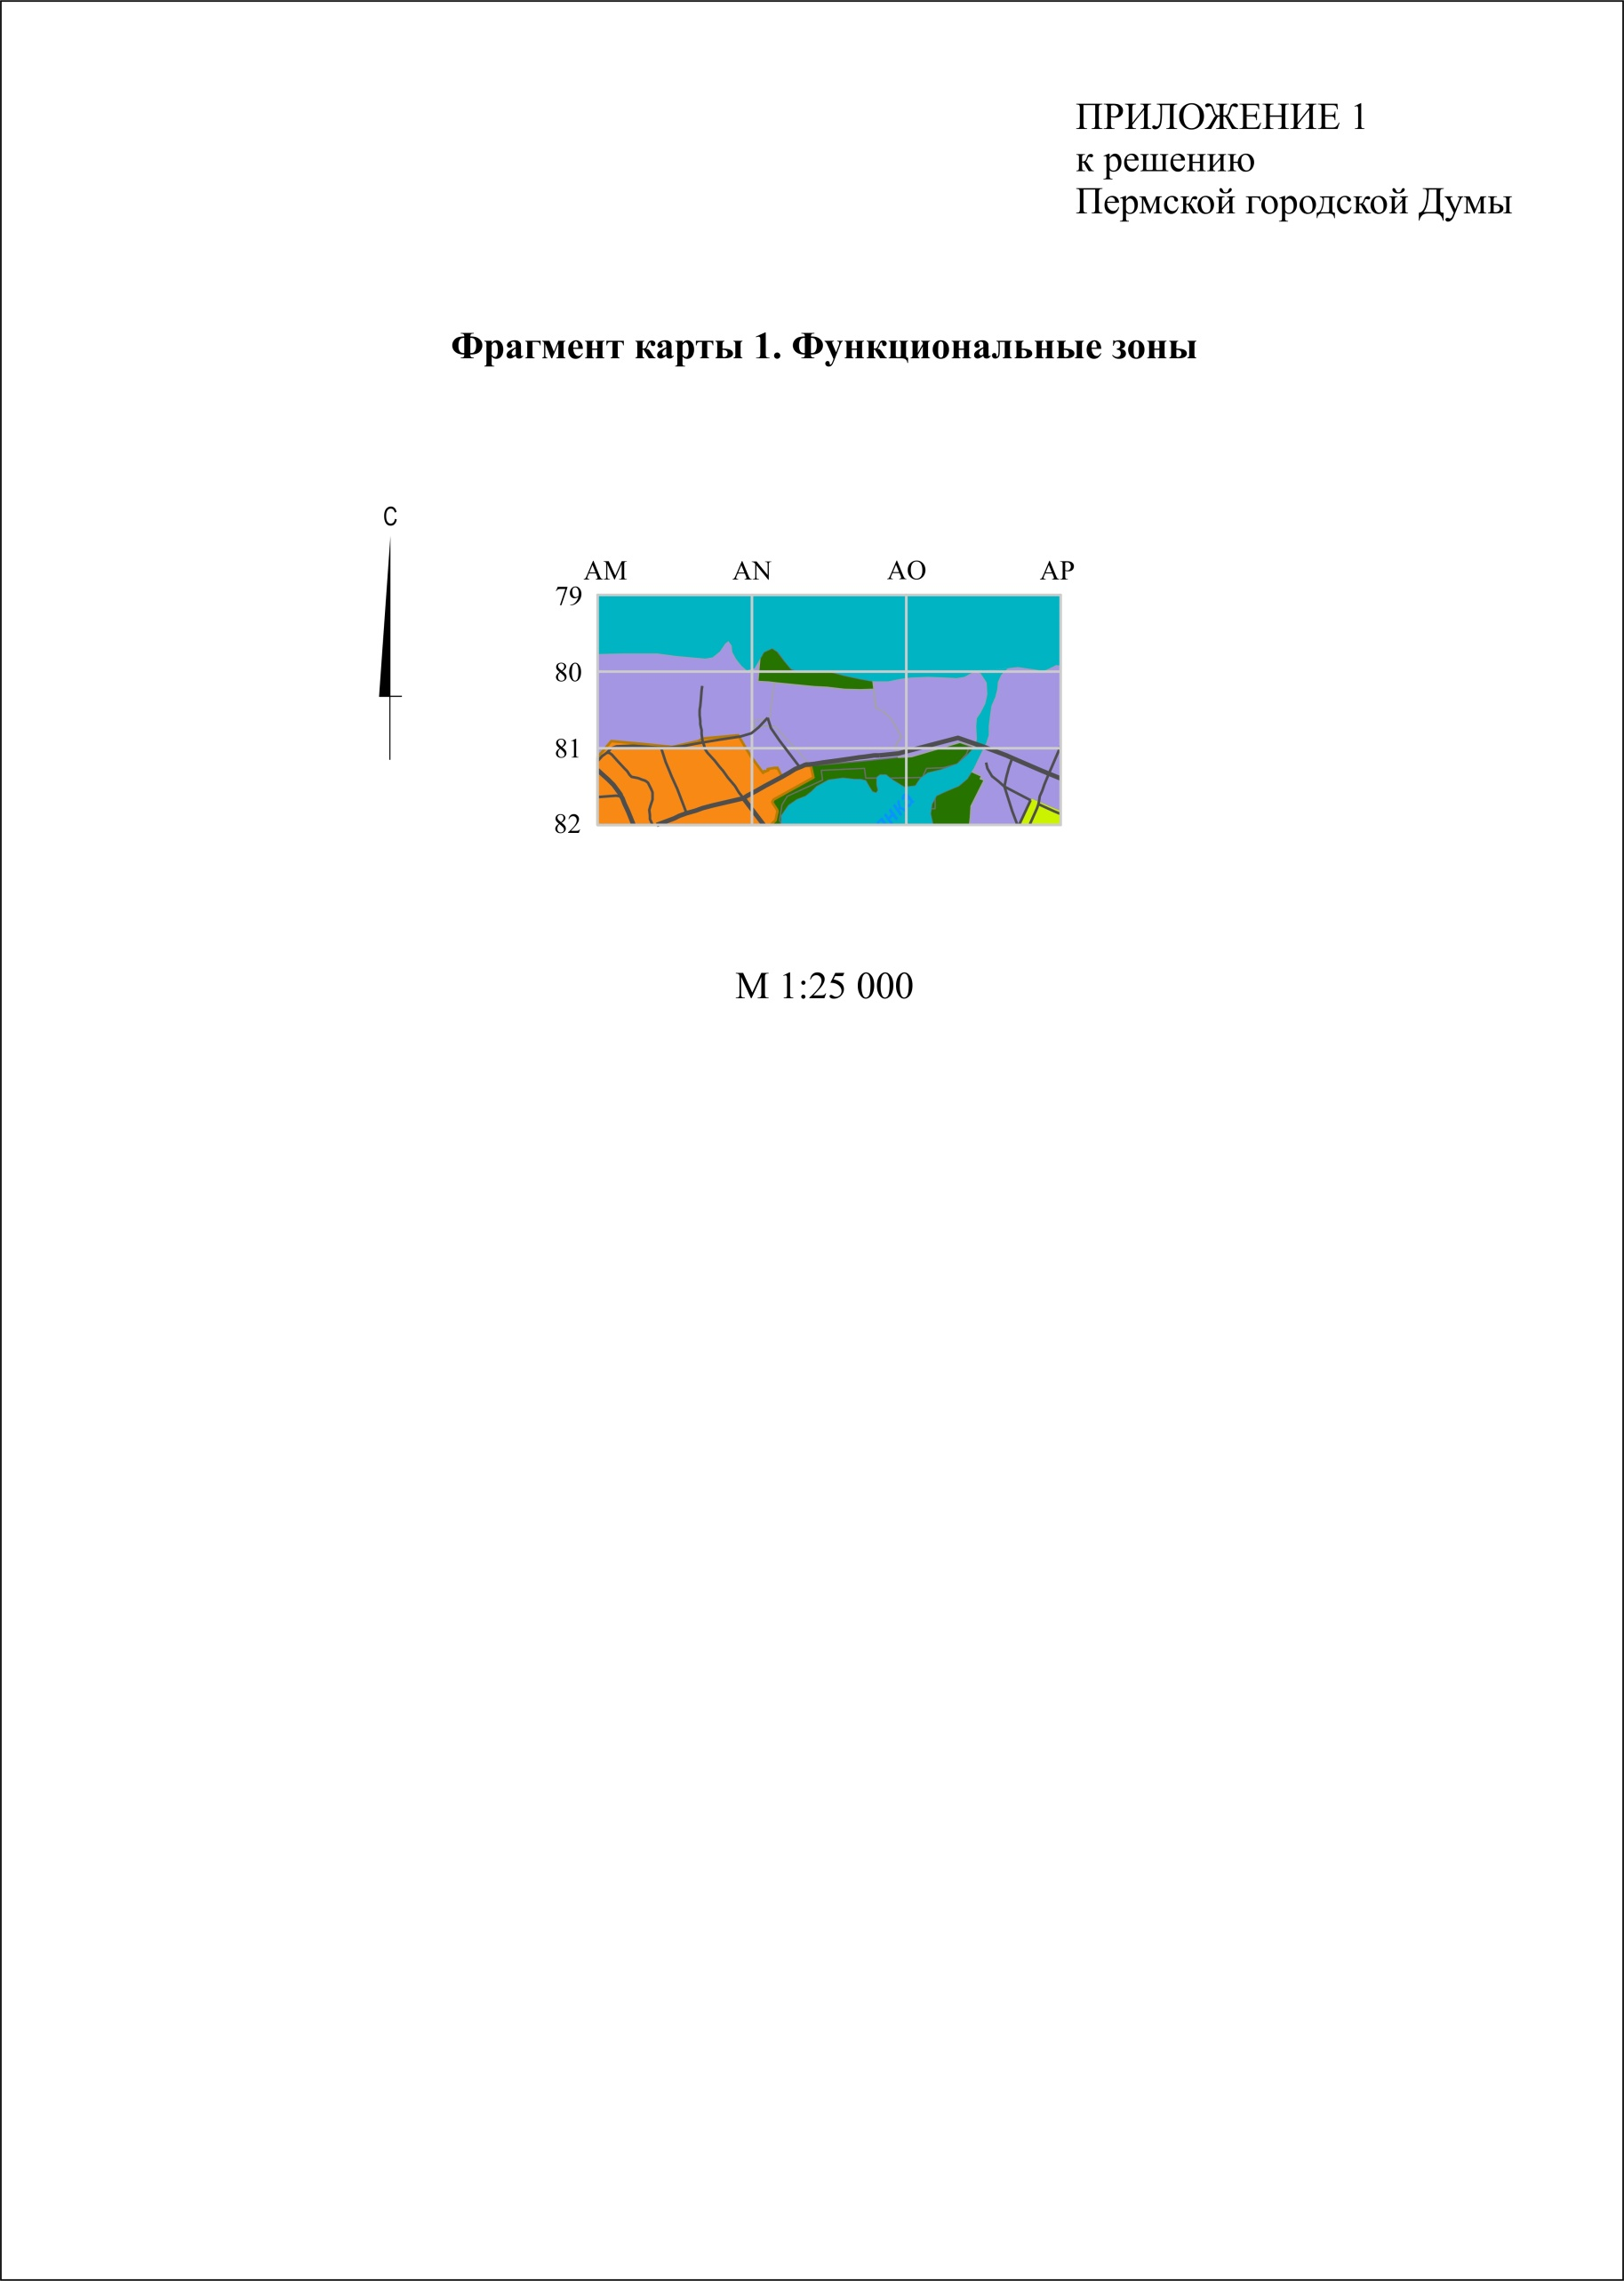 ПРИЛОЖЕНИЕ 1
к решению
Пермской городской Думы
Фрагмент карты 1. Функциональные зоны
С
AM AN AO AP
79
80
81
82
М 1:25 000